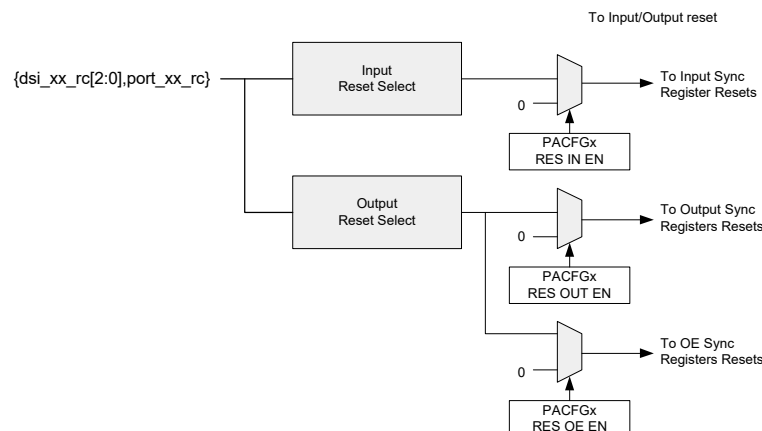 To Input/Output reset
{dsi_xx_rc[2:0],port_xx_rc}
Input
Reset Select
0
To Input Sync
Register Resets
PACFGx
RES IN EN
Output
Reset Select
0
To Output Sync
Registers Resets
PACFGx
RES OUT EN
0
To OE Sync
Registers Resets
PACFGx
RES OE EN